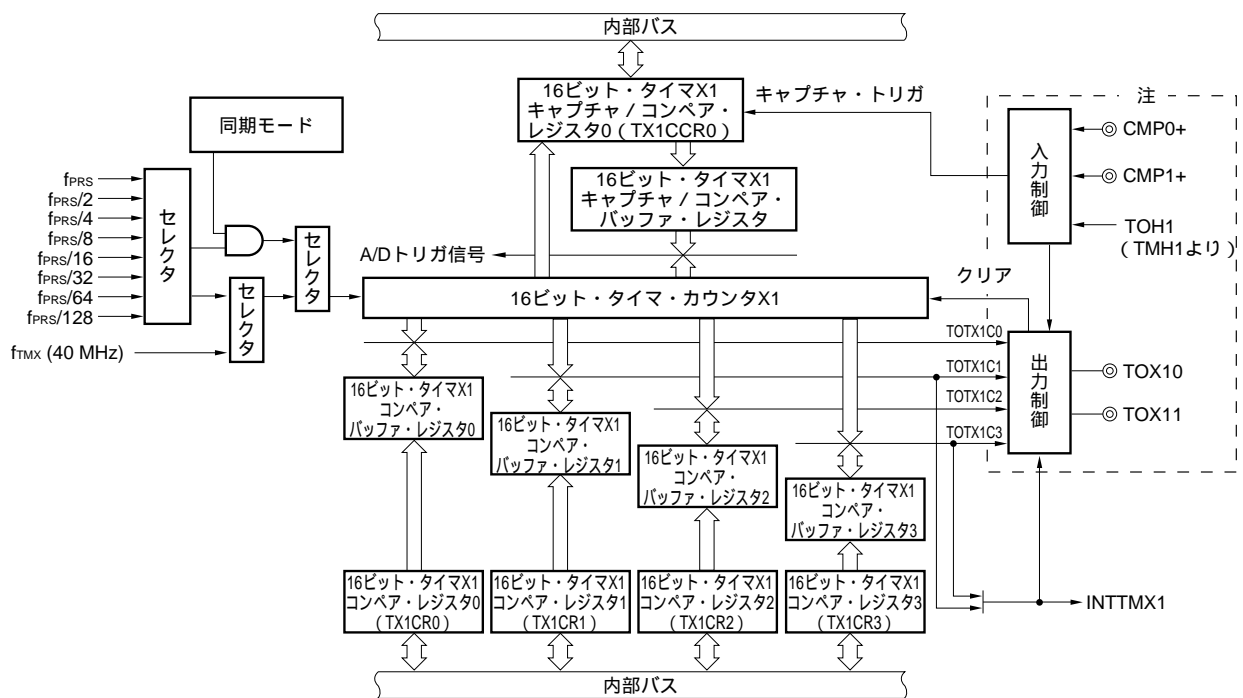 内部バス
16ビット・タイマX1
キャプチャ / コンペア・
レジスタ0（TX1CCR0）
キャプチャ・トリガ
注
同期モード
入力制御
CMP0+
CMP1+
TOH1
（TMH1より）
fPRS
fPRS/2
fPRS/4
fPRS/8
fPRS/16
fPRS/32
fPRS/64
fPRS/128
fTMX (40 MHz)
セレクタ
セレクタ
セレクタ
16ビット・タイマX1
キャプチャ / コンペア・
バッファ・レジスタ
A/Dトリガ信号
クリア
16ビット・タイマ・カウンタX1
TOTX1C0
TOTX1C1
TOTX1C2
TOTX1C3
出力制御
TOX10
TOX11
16ビット・タイマX1
コンペア・
バッファ・レジスタ0
16ビット・タイマX1
コンペア・
バッファ・レジスタ1
16ビット・タイマX1
コンペア・
バッファ・レジスタ2
16ビット・タイマX1
コンペア・
バッファ・レジスタ3
16ビット・タイマX1
コンペア・レジスタ0
（TX1CR0）
16ビット・タイマX1
コンペア・レジスタ1
（TX1CR1）
16ビット・タイマX1
コンペア・レジスタ2
（TX1CR2）
16ビット・タイマX1
コンペア・レジスタ3
（TX1CR3）
INTTMX1
内部バス